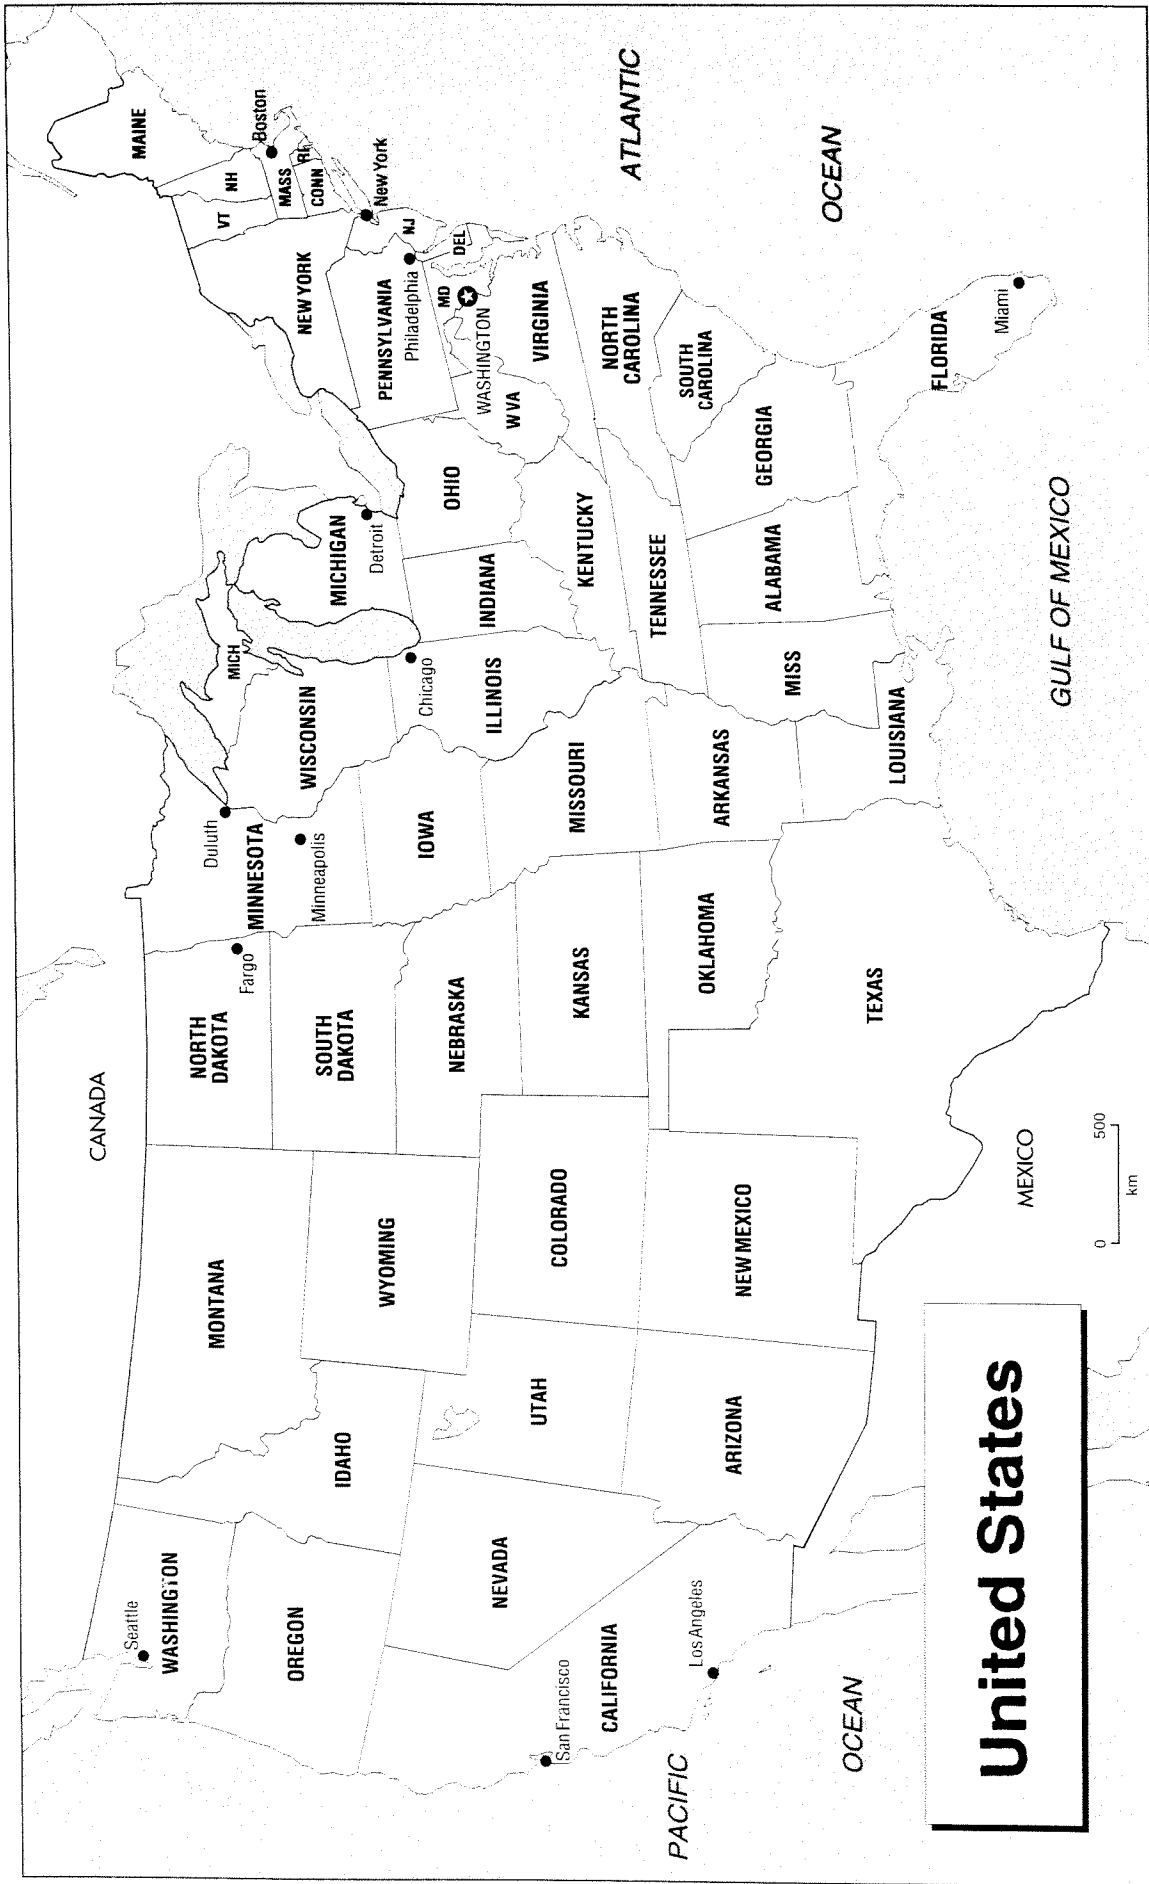 CANADA
Seattle
WASHINGTON
OREGON
IDAHO
MONTANA
WYOMING
NORTH
DAKOTA
SOUTH
DAKOTA
Fargo
MINNESOTA
Duluth
Minneapolis
WISCONSIN
MICH
MICHIGAN
Detroit
NEW YORK
VT
NH
MAINE
Boston
MASS
RI
CONN
New York
NJ
PENNSYLVANIA
Philadelphia
MD
DEL
WASHINGTON
WVA
VIRGINIA
OHIO
INDIANA
Chicago
ILLINOIS
IOWA
NEBRASKA
NEVADA
UTAH
COLORADO
KANSAS
MISSOURI
KENTUCKY
TENNESSEE
NORTH
CAROLINA
SOUTH
CAROLINA
GEORGIA
ALABAMA
MISS
ARKANSAS
OKLAHOMA
NEW MEXICO
ARIZONA
CALIFORNIA
San Francisco
Los Angeles
TEXAS
LOUISIANA
FLORIDA
Miami
ATLANTIC
OCEAN
PACIFIC
OCEAN
GULF OF MEXICO
MEXICO
0
500
km
United States